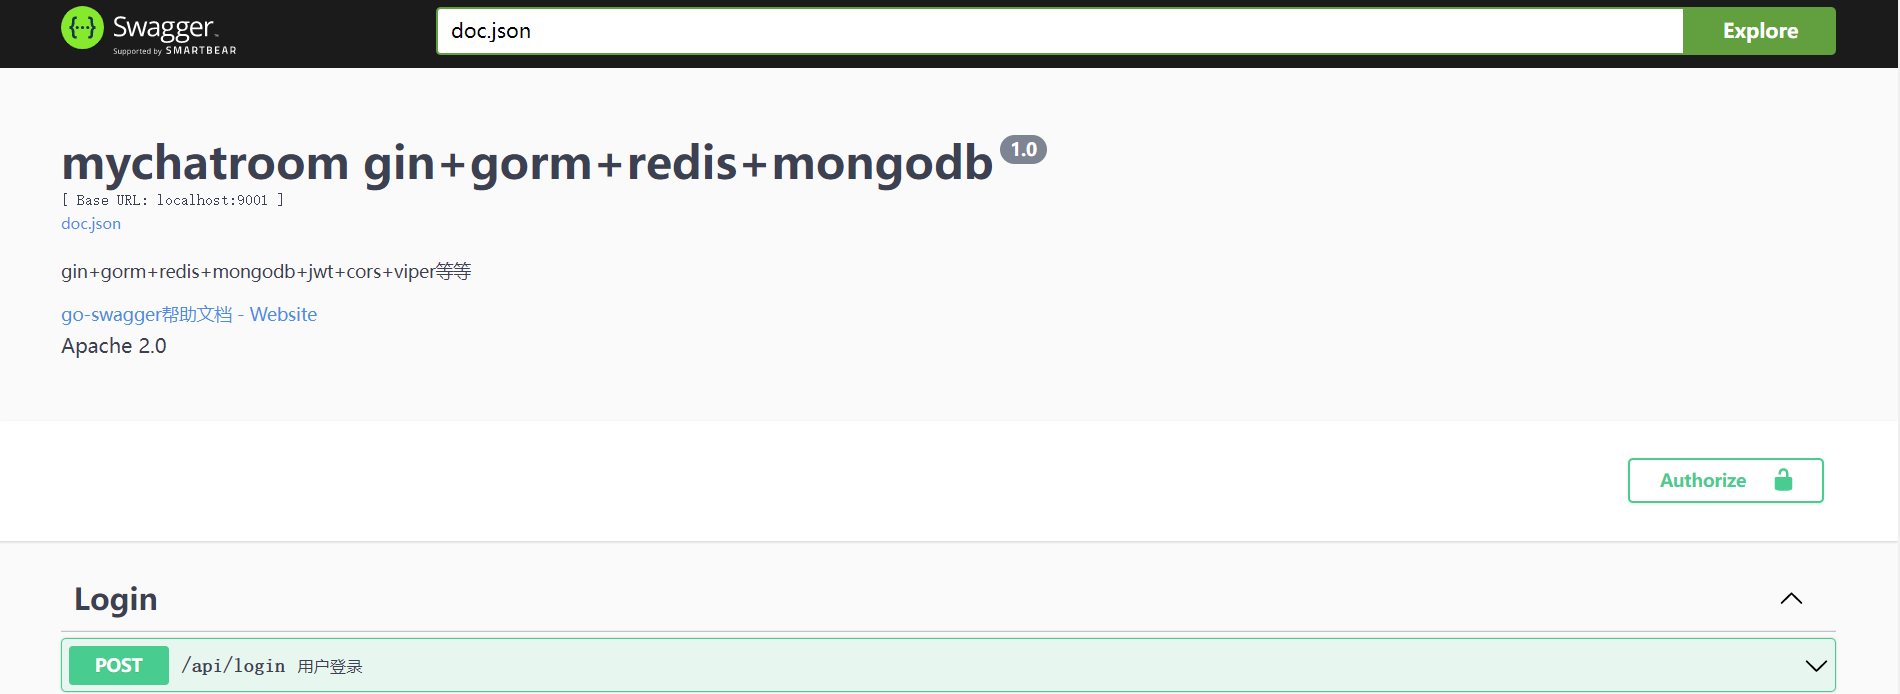 {···} Swagger™
Supported by SMARTBEAR
doc.json
Explore
mychatroom gin+gorm+redis+mongodb 1.0
[ Base URL: localhost:9001 ]
doc.json
gin+gorm+redis+mongodb+jwt+cors+viper等等
go-swagger帮助文档 - Website
Apache 2.0
Authorize
Login
POST /api/login 用户登录